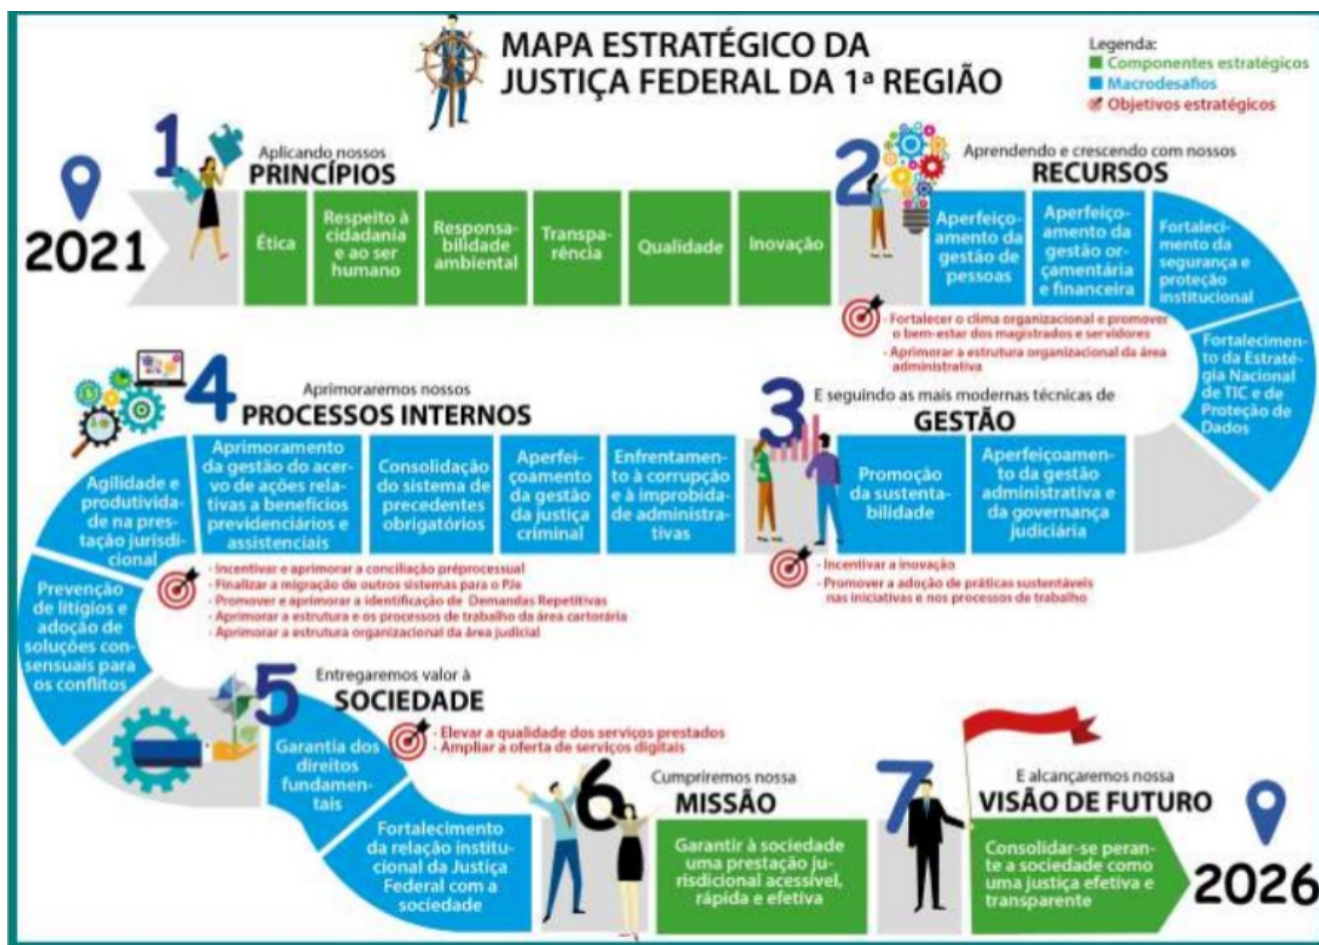 MAPA ESTRATÉGICO DA
JUSTIÇA FEDERAL DA 1ª REGIÃO
Legenda:
Componentes estratégicos
Macrodesafios
Objetivos estratégicos
2021
1
Aplicando nossos
PRINCÍPIOS
Ética
Respeito à
cidadania
e ao ser
humano
Responsa-
bilidade
ambiental
Transpa-
rência
Qualidade
Inovação
2
Aprendendo e crescendo com nossos
RECURSOS
Aperfeiço-
amento da
gestão de
pessoas
Aperfeiço-
amento da
gestão or-
çamentária
e financeira
Fortaleci-
mento da
segurança e
proteção
institucional
Fortalecimen-
to da Estraté-
gia Nacional
de TIC e de
Proteção de
Dados
- Fortalecer o clima organizacional e promover
o bem-estar dos magistrados e servidores
- Aprimorar a estrutura organizacional da área
administrativa
3
E seguindo as mais modernas técnicas de
GESTÃO
Aperfeiçoamen-
to da gestão
administrativa e
da governança
judiciária
Promoção
da sustenta-
bilidade
- Incentivar a inovação
- Promover a adoção de práticas sustentáveis
nas iniciativas e nos processos de trabalho
4
Aprimoraremos nossos
PROCESSOS INTERNOS
Enfrentamen-
to à corrupção
e à improbida-
de administra-
tivas
Aperfei-
çoamento
da gestão
da justiça
criminal
Consolidação
do sistema de
precedentes
obrigatórios
Aprimoramento
da gestão do acer-
vo de ações rela-
tivas a benefícios
previdenciários e
assistenciais
Agilidade e
produtivida-
de na pres-
tação jurisdi-
cional
Prevenção
de litígios e
adoção de
soluções con-
sensuais para
os conflitos
- Incentivar e aprimorar a conciliação préprocessual
- Finalizar a migração de outros sistemas para o PJe
- Promover e aprimorar a identificação de Demandas Repetitivas
- Aprimorar a estrutura e os processos de trabalho da área cartorária
- Aprimorar a estrutura organizacional da área judicial
5
Entregaremos valor à
SOCIEDADE
- Elevar a qualidade dos serviços prestados
- Ampliar a oferta de serviços digitais
Garantia dos
direitos
fundamen-
tais
Fortalecimento
da relação institu-
cional da Justiça
Federal com a
sociedade
6
Cumpriremos nossa
MISSÃO
Garantir à sociedade
uma prestação ju-
risdicional acessível,
rápida e efetiva
7
E alcançaremos nossa
VISÃO DE FUTURO
Consolidar-se peran-
te a sociedade como
uma justiça efetiva e
transparente
2026